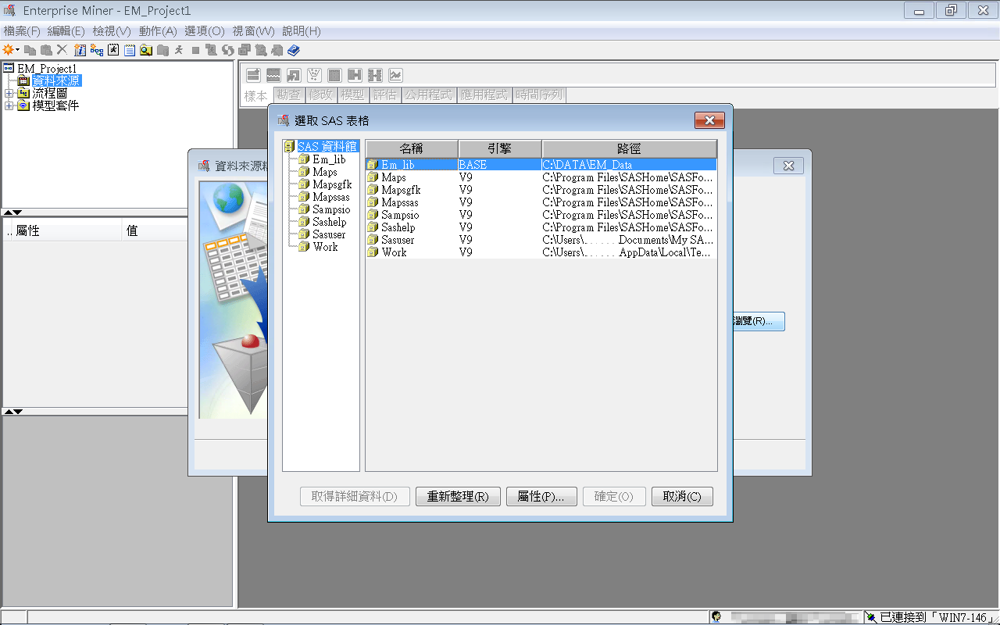 Enterprise Miner - EM_Project1
檔案(F) 編輯(E) 檢視(V) 動作(A) 選項(O) 視窗(W) 說明(H)
EM_Project1
資料來源
流程圖
模型套件
樣本 勘查 修改 模型 評估 公用程式 應用程式 時間序列
.. 屬性 值
資料來源
瀏覽(R)...
選取 SAS 表格
SAS 資料館
Em_lib
Maps
Mapsgfk
Mapssas
Sampsio
Sashelp
Sasuser
Work
名稱 引擎 路徑
Em_lib BASE C:\DATA\EM_Data
Maps V9 C:\Program Files\SASHome\SASFo...
Mapsgfk V9 C:\Program Files\SASHome\SASFo...
Mapssas V9 C:\Program Files\SASHome\SASFo...
Sampsio V9 C:\Program Files\SASHome\SASFo...
Sashelp V9 C:\Program Files\SASHome\SASFo...
Sasuser V9 C:\Users\...... Documents\My SA...
Work V9 C:\Users\...... AppData\Local\Te...
取得詳細資料(D) 重新整理(R) 屬性(P)... 確定(O) 取消(C)
已連接到「WIN7-146」